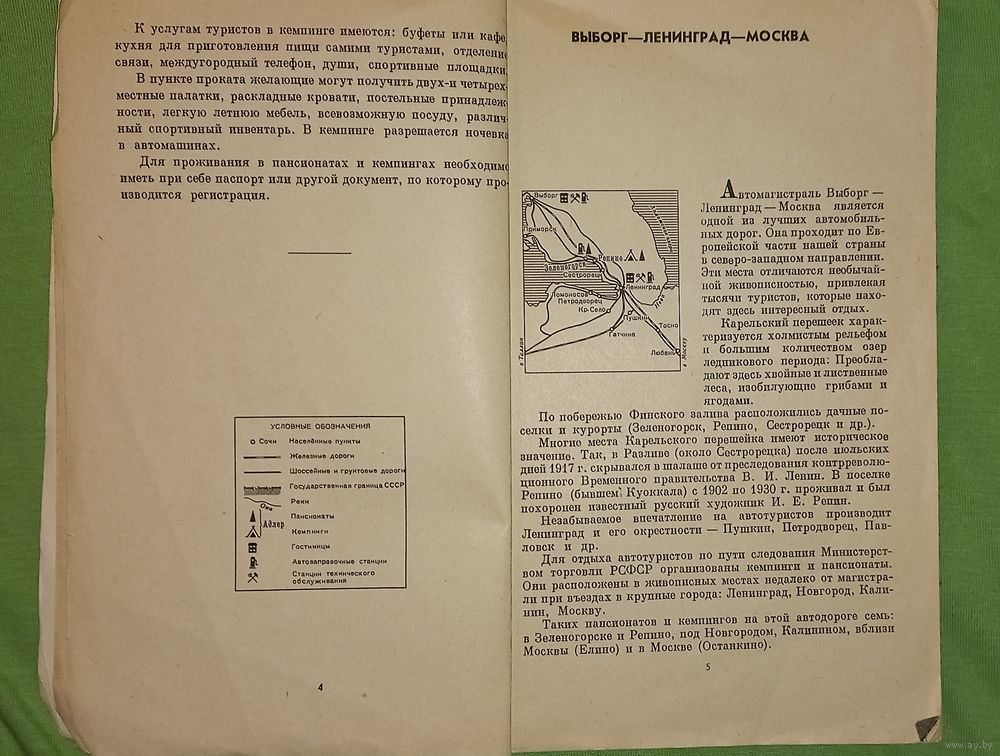 К услугам туристов в кемпинге имеются: буфеты или кафе,
кухня для приготовления пищи самими туристами, отделение
связи, междугородный телефон, души, спортивные площадки.
В пункте проката желающие могут получить двух- и четырех-
местные палатки, раскладные кровати, постельные принадлеж-
ности, легкую летнюю мебель, всевозможную посуду, различ-
ный спортивный инвентарь. В кемпинге разрешается ночевка
в автомашинах.
Для проживания в пансионатах и кемпингах необходимо
иметь при себе паспорт или другой документ, по которому про-
изводится регистрация.
УСЛОВНЫЕ ОБОЗНАЧЕНИЯ
Сочи Населённые пункты
Железные дороги
Шоссейные и грунтовые дороги
Государственная граница СССР
Ока Реки
Адлер
Пансионаты
Кемпинги
Гостиницы
Автозаправочные станции
Станции технического
обслуживания
4
ВЫБОРГ—ЛЕНИНГРАД—МОСКВА
Выборг
Приморск
Репино
Зеленогорск
Сестрорецк
Ленинград
Ломоносов
Петродворец
Кр.Село
Нева
Пушкин
Тосно
Гатчина
Любань
в Таллин
в Москву
Автомагистраль Выборг —
Ленинград — Москва является
одной из лучших автомобиль-
ных дорог. Она проходит по Ев-
ропейской части нашей страны
в северо-западном направлении.
Эти места отличаются необычай-
ной живописностью, привлекая
тысячи туристов, которые нахо-
дят здесь интересный отдых.
Карельский перешеек харак-
теризуется холмистым рельефом
и большим количеством озер
ледникового периода: Преобла-
дают здесь хвойные и лиственные
леса, изобилующие грибами и
ягодами.
По побережью Финского залива расположились дачные по-
селки и курорты (Зеленогорск, Репино, Сестрорецк и др.).
Многие места Карельского перешейка имеют историческое
значение. Так, в Разливе (около Сестрорецка) после июльских
дней 1917 г. скрывался в шалаше от преследования контрреволю-
ционного Временного правительства В. И. Ленин. В поселке
Репино (бывшем Куоккала) с 1902 по 1930 г. проживал и был
похоронен известный русский художник И. Е. Репин.
Незабываемое впечатление на автотуристов производит
Ленинград и его окрестности — Пушкин, Петродворец, Пав-
ловск и др.
Для отдыха автотуристов по пути следования Министерст-
вом торговли РСФСР организованы кемпинги и пансионаты.
Они расположены в живописных местах недалеко от магистра-
ли при въездах в крупные города: Ленинград, Новгород, Кали-
нин, Москву.
Таких пансионатов и кемпингов на этой автодороге семь:
в Зеленогорске и Репино, под Новгородом, Калинином, вблизи
Москвы (Елино) и в Москве (Останкино).
5
www.ay.by